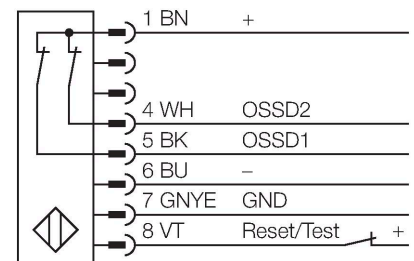 1 BN +
4 WH OSSD2
5 BK OSSD1
6 BU –
7 GNYE GND
8 VT Reset/Test +